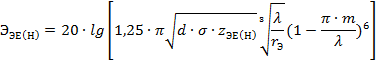 Э_ЭЕ(Н) = 20 · lg [1,25 · π √(d · σ · z_ЭЕ(Н)) ⁸√(λ/r_Э) (1 − (π · m)/λ)⁶]